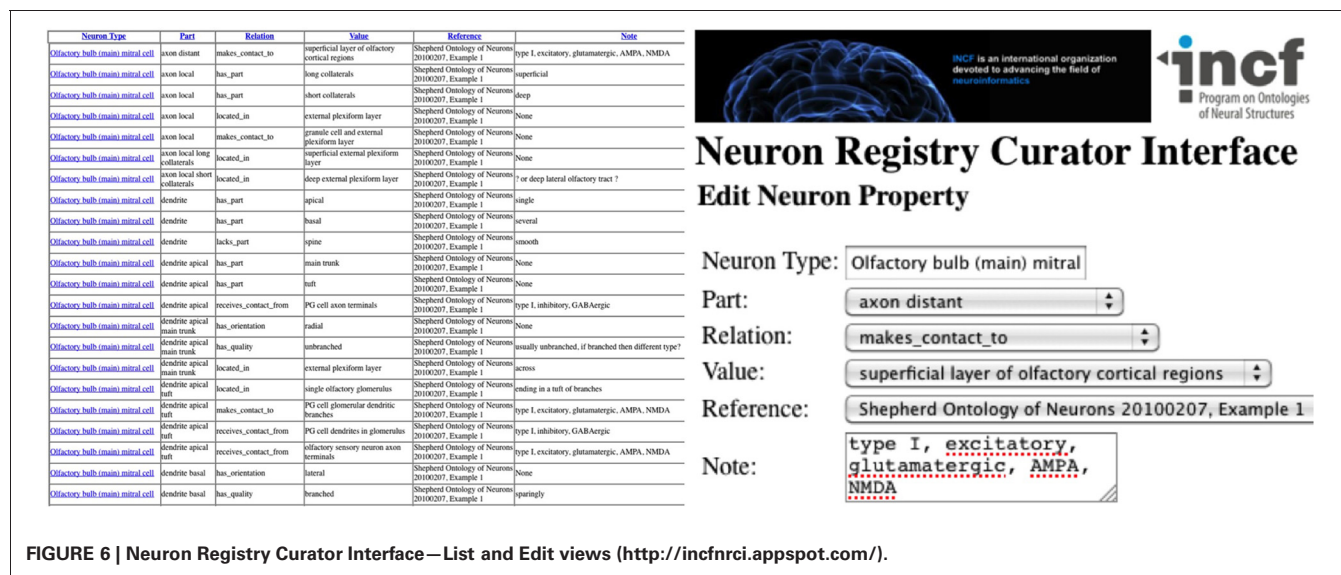 Neuron Type Part Relation Value Reference Note
Olfactory bulb (main) mitral cell axon distant makes_contact_to superficial layer of olfactory cortical regions Shepherd Ontology of Neurons 20100207, Example 1 type I, excitatory, glutamatergic, AMPA, NMDA
Olfactory bulb (main) mitral cell axon local has_part long collaterals Shepherd Ontology of Neurons 20100207, Example 1 superficial
Olfactory bulb (main) mitral cell axon local has_part short collaterals Shepherd Ontology of Neurons 20100207, Example 1 deep
Olfactory bulb (main) mitral cell axon local located_in external plexiform layer Shepherd Ontology of Neurons 20100207, Example 1 None
Olfactory bulb (main) mitral cell axon local makes_contact_to granule cell and external plexiform layer Shepherd Ontology of Neurons 20100207, Example 1 None
Olfactory bulb (main) mitral cell axon local long collaterals located_in superficial external plexiform layer Shepherd Ontology of Neurons 20100207, Example 1 None
Olfactory bulb (main) mitral cell axon local short collaterals located_in deep external plexiform layer Shepherd Ontology of Neurons 20100207, Example 1 ? or deep lateral olfactory tract ?
Olfactory bulb (main) mitral cell dendrite has_part apical Shepherd Ontology of Neurons 20100207, Example 1 single
Olfactory bulb (main) mitral cell dendrite has_part basal Shepherd Ontology of Neurons 20100207, Example 1 several
Olfactory bulb (main) mitral cell dendrite lacks_part spine Shepherd Ontology of Neurons 20100207, Example 1 smooth
Olfactory bulb (main) mitral cell dendrite apical has_part main trunk Shepherd Ontology of Neurons 20100207, Example 1 None
Olfactory bulb (main) mitral cell dendrite apical has_part tuft Shepherd Ontology of Neurons 20100207, Example 1 None
Olfactory bulb (main) mitral cell dendrite apical receives_contact_from PG cell axon terminals Shepherd Ontology of Neurons 20100207, Example 1 type I, inhibitory, GABAergic
Olfactory bulb (main) mitral cell dendrite apical main trunk has_orientation radial Shepherd Ontology of Neurons 20100207, Example 1 None
Olfactory bulb (main) mitral cell dendrite apical main trunk has_quality unbranched Shepherd Ontology of Neurons 20100207, Example 1 usually unbranched, if branched then different type?
Olfactory bulb (main) mitral cell dendrite apical main trunk located_in external plexiform layer Shepherd Ontology of Neurons 20100207, Example 1 across
Olfactory bulb (main) mitral cell dendrite apical tuft located_in single olfactory glomerulus Shepherd Ontology of Neurons 20100207, Example 1 ending in a tuft of branches
Olfactory bulb (main) mitral cell dendrite apical tuft makes_contact_to PG cell glomerular dendritic branches Shepherd Ontology of Neurons 20100207, Example 1 type I, excitatory, glutamatergic, AMPA, NMDA
Olfactory bulb (main) mitral cell dendrite apical tuft receives_contact_from PG cell dendrites in glomerulus Shepherd Ontology of Neurons 20100207, Example 1 type I, inhibitory, GABAergic
Olfactory bulb (main) mitral cell dendrite apical tuft receives_contact_from olfactory sensory neuron axon terminals Shepherd Ontology of Neurons 20100207, Example 1 type I, excitatory, glutamatergic, AMPA, NMDA
Olfactory bulb (main) mitral cell dendrite basal has_orientation lateral Shepherd Ontology of Neurons 20100207, Example 1 None
Olfactory bulb (main) mitral cell dendrite basal has_quality branched Shepherd Ontology of Neurons 20100207, Example 1 sparingly
INCF is an international organization
devoted to advancing the field of
neuroinformatics
incf
Program on Ontologies
of Neural Structures
Neuron Registry Curator Interface
Edit Neuron Property
Neuron Type: Olfactory bulb (main) mitral
Part: axon distant
Relation: makes_contact_to
Value: superficial layer of olfactory cortical regions
Reference: Shepherd Ontology of Neurons 20100207, Example 1
Note: type I, excitatory,
glutamatergic, AMPA,
NMDA
FIGURE 6 | Neuron Registry Curator Interface—List and Edit views (http://incfnrci.appspot.com/).